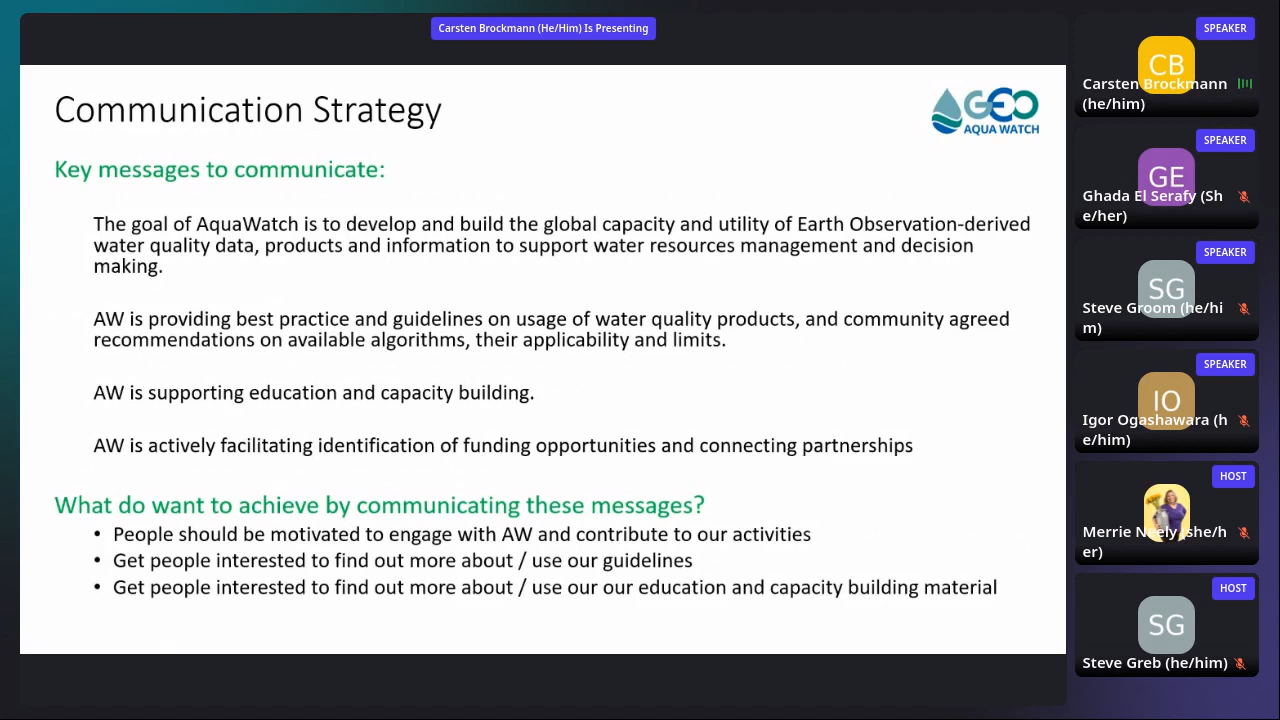 Carsten Brockmann (He/Him) Is Presenting
Communication Strategy
GEO
AQUA WATCH
Key messages to communicate:
The goal of AquaWatch is to develop and build the global capacity and utility of Earth Observation-derived
water quality data, products and information to support water resources management and decision
making.
AW is providing best practice and guidelines on usage of water quality products, and community agreed
recommendations on available algorithms, their applicability and limits.
AW is supporting education and capacity building.
AW is actively facilitating identification of funding opportunities and connecting partnerships
What do want to achieve by communicating these messages?
• People should be motivated to engage with AW and contribute to our activities
• Get people interested to find out more about / use our guidelines
• Get people interested to find out more about / use our our education and capacity building material
SPEAKER
CB
Carsten Brockmann
(he/him)
SPEAKER
GE
Ghada El Serafy (Sh
e/her)
SPEAKER
SG
Steve Groom (he/hi
m)
SPEAKER
IO
Igor Ogashawara (h
e/him)
HOST
Merrie Neely (she/h
er)
HOST
SG
Steve Greb (he/him)